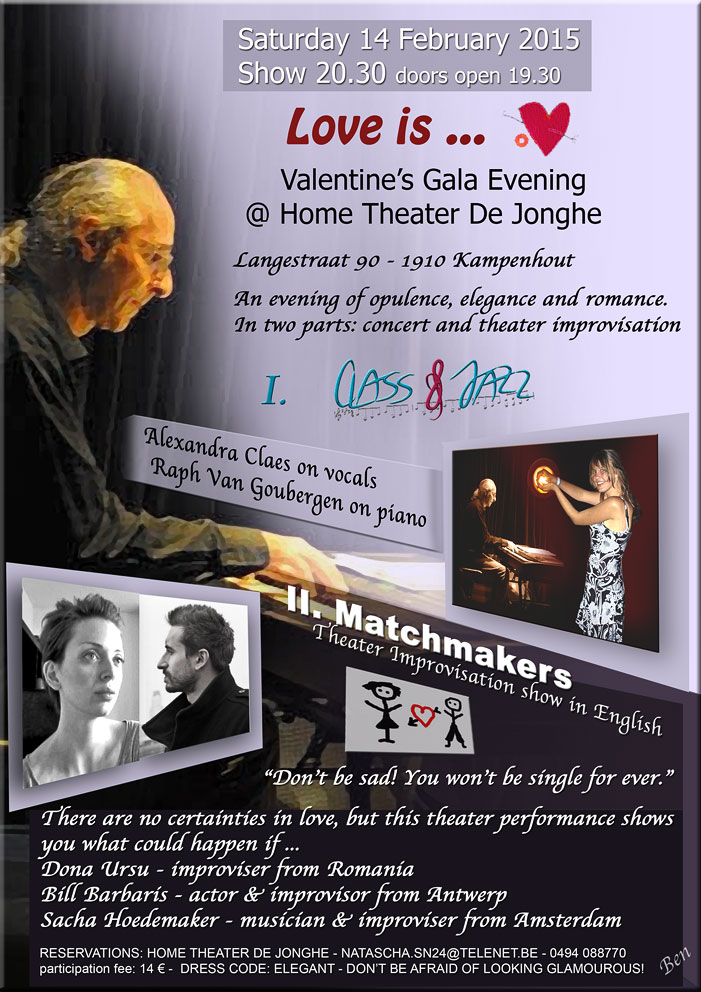 Saturday 14 February 2015
Show 20.30 doors open 19.30
Love is ...
Valentine's Gala Evening
@ Home Theater De Jonghe
Langestraat 90 - 1910 Kampenhout
An evening of opulence, elegance and romance.
In two parts: concert and theater improvisation
I. Class & Jazz
Alexandra Claes on vocals
Raph Van Goubergen on piano
II. Matchmakers
Theater Improvisation show in English
“Don't be sad! You won't be single for ever.”
There are no certainties in love, but this theater performance shows
you what could happen if ...
Dona Ursu - improviser from Romania
Bill Barbaris - actor & improvisor from Antwerp
Sacha Hoedemaker - musician & improviser from Amsterdam
RESERVATIONS: HOME THEATER DE JONGHE - NATASCHA.SN24@TELENET.BE - 0494 088770
participation fee: 14 € - DRESS CODE: ELEGANT - DON'T BE AFRAID OF LOOKING GLAMOUROUS!
Ben